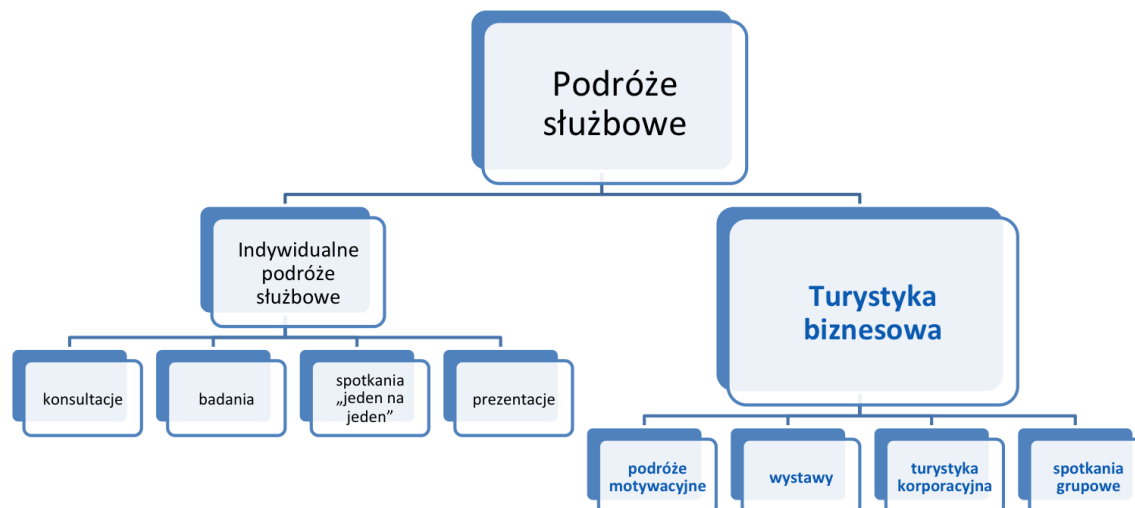 Podróże
służbowe
Indywidualne
podróże
służbowe
Turystyka
biznesowa
konsultacje
badania
spotkania
„jeden na
jeden”
prezentacje
podróże
motywacyjne
wystawy
turystyka
korporacyjna
spotkania
grupowe